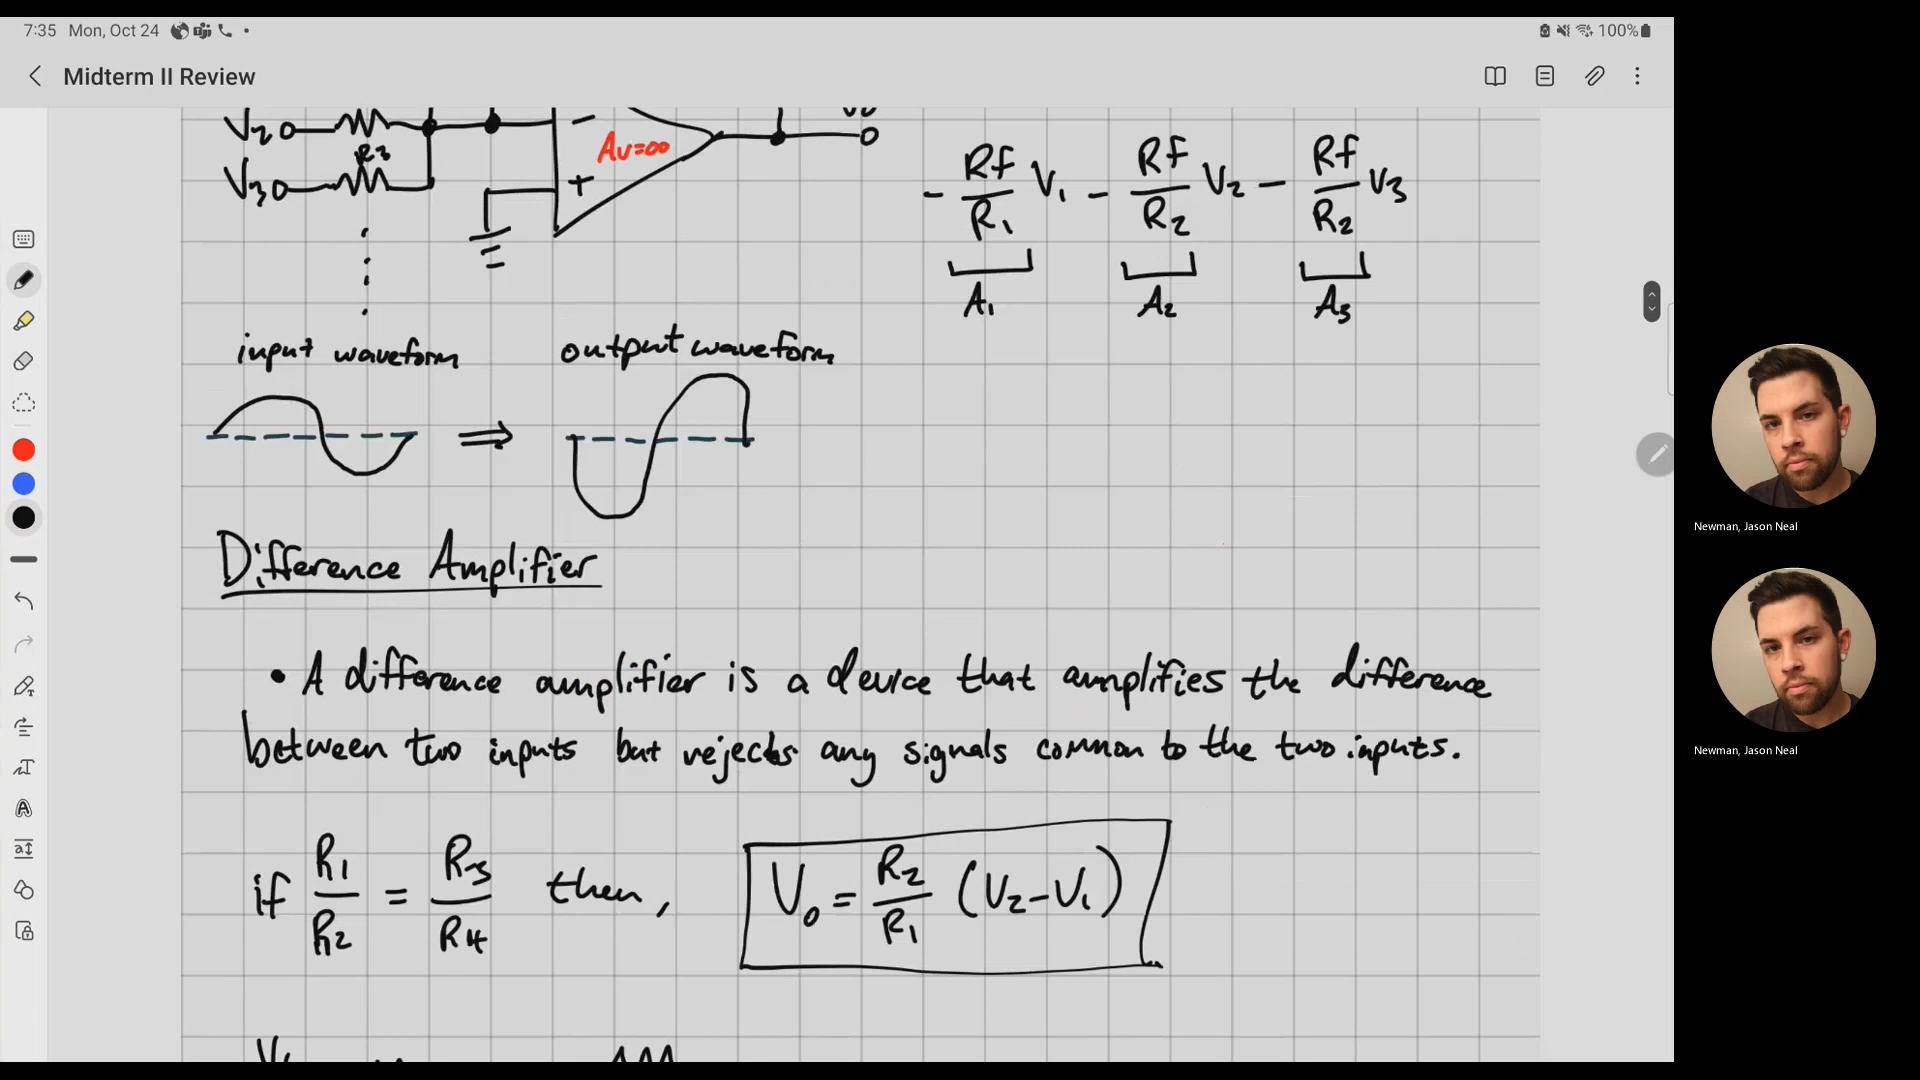 7:35 Mon, Oct 24
100%
Midterm II Review
V2
R3
V3
Av=∞
-
+
Vo
- Rf/R1 V1 - Rf/R2 V2 - Rf/R2 V3
A1 A2 A3
input waveform
output waveform
⇒
Difference Amplifier
• A difference amplifier is a device that amplifies the difference
between two inputs but rejects any signals common to the two inputs.
if R1/R2 = R3/R4 then, Vo = R2/R1 (V2-V1)
Newman, Jason Neal
Newman, Jason Neal